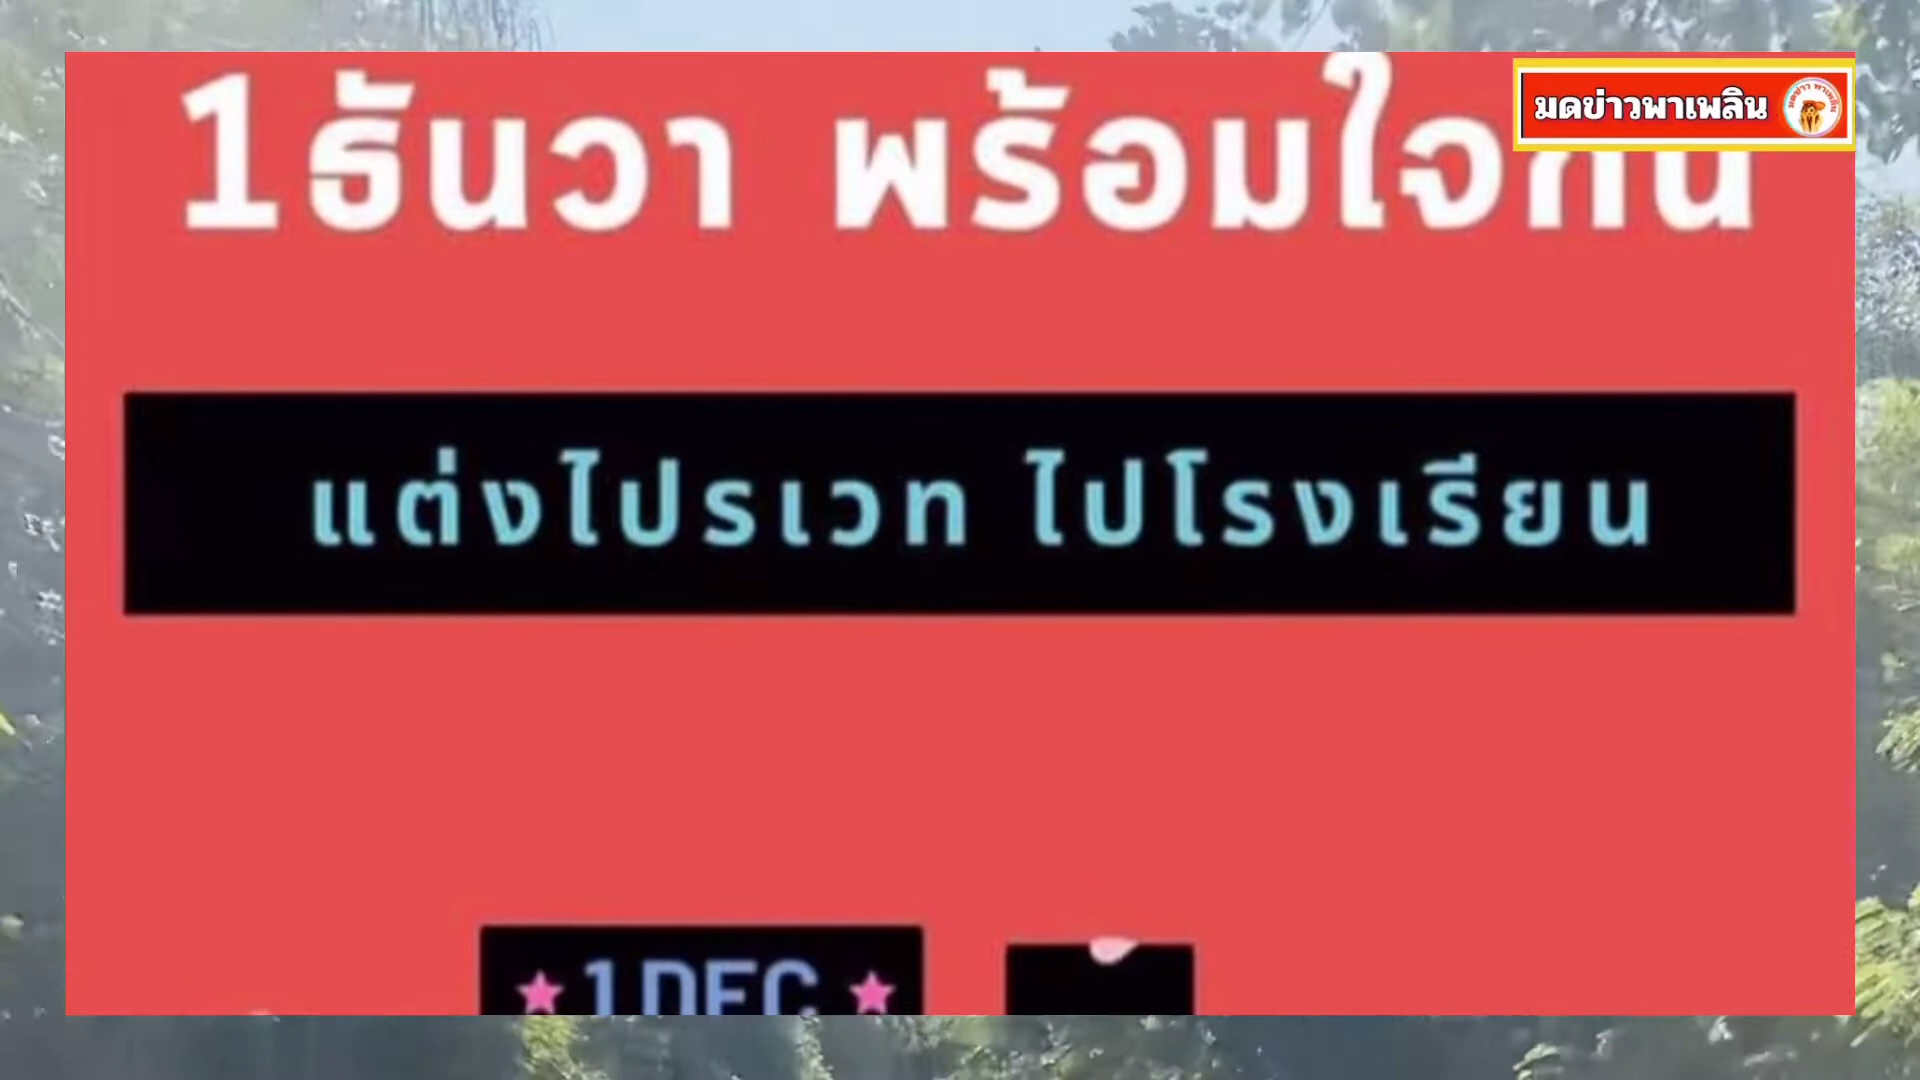 1ธันวา พร้อมใจกัน
มดข่าวพาเพลิน
แต่งไปรเวท ไปโรงเรียน
1 DEC